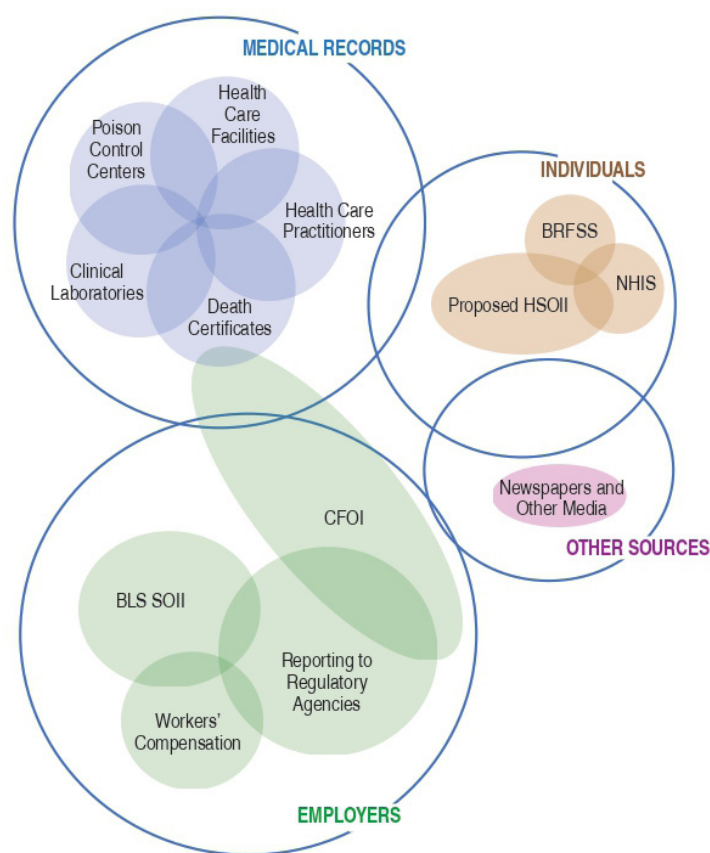 MEDICAL RECORDS
Health
Care
Facilities
Poison
Control
Centers
Health Care
Practitioners
Clinical
Laboratories
Death
Certificates
INDIVIDUALS
BRFSS
NHIS
Proposed HSOII
Newspapers and
Other Media
OTHER SOURCES
CFOI
BLS SOII
Reporting to
Regulatory
Agencies
Workers’
Compensation
EMPLOYERS